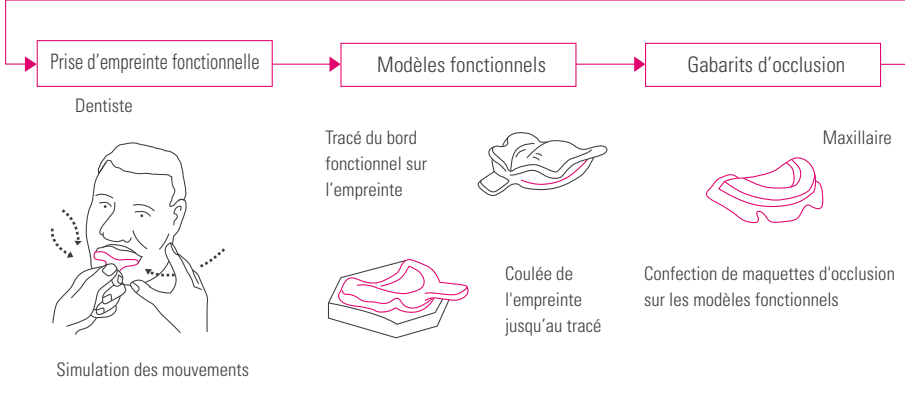 Prise d’empreinte fonctionnelle
Modèles fonctionnels
Gabarits d’occlusion
Dentiste
Simulation des mouvements
Tracé du bord
fonctionnel sur
l’empreinte
Coulée de
l'empreinte
jusqu’au tracé
Maxillaire
Confection de maquettes d'occlusion
sur les modèles fonctionnels